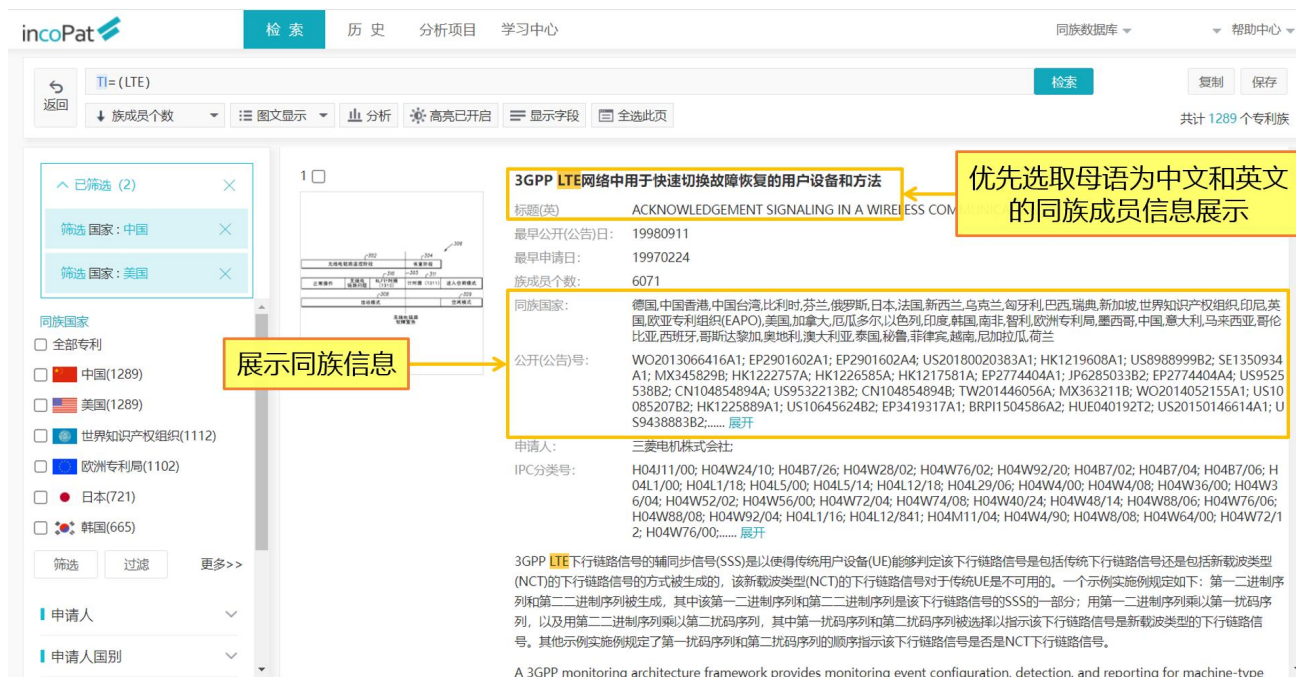 incoPat
检 索
历 史
分析项目
学习中心
同族数据库
帮助中心
返回
TI=(LTE)
检索
复制
保存
族成员个数
图文显示
分析
高亮已开启
显示字段
全选此页
共计 1289 个专利族
已筛选 (2)
筛选 国家 : 中国
筛选 国家 : 美国
同族国家
全部专利
中国(1289)
美国(1289)
世界知识产权组织(1112)
欧洲专利局(1102)
日本(721)
韩国(665)
筛选
过滤
更多>>
申请人
申请人国别
展示同族信息
1
3GPP LTE网络中用于快速切换故障恢复的用户设备和方法
优先选取母语为中文和英文
的同族成员信息展示
标题(英) ACKNOWLEDGEMENT SIGNALING IN A WIRELESS COM
最早公开(公告)日: 19980911
最早申请日: 19970224
族成员个数: 6071
同族国家: 德国,中国香港,中国台湾,比利时,芬兰,俄罗斯,日本,法国,新西兰,乌克兰,匈牙利,巴西,瑞典,新加坡,世界知识产权组织,印尼,英
国,欧亚专利组织(EAPO),美国,加拿大,厄瓜多尔,以色列,印度,韩国,南非,智利,欧洲专利局,墨西哥,中国,意大利,马来西亚,哥伦
比亚,西班牙,哥斯达黎加,奥地利,澳大利亚,泰国,秘鲁,菲律宾,越南,尼加拉瓜,荷兰
公开(公告)号: WO2013066416A1; EP2901602A1; EP2901602A4; US20180020383A1; HK1219608A1; US8988999B2; SE1350934
A1; MX345829B; HK1222757A; HK1226585A; HK1217581A; EP2774404A1; JP6285033B2; EP2774404A4; US9525
538B2; CN104854894A; US9532213B2; CN104854894B; TW201446056A; MX363211B; WO2014052155A1; US10
085207B2; HK1225889A1; US10645624B2; EP3419317A1; BRPI1504586A2; HUE040192T2; US20150146614A1; U
S9438883B2;...... 展开
申请人: 三菱电机株式会社;
IPC分类号: H04J11/00; H04W24/10; H04B7/26; H04W28/02; H04W76/02; H04W92/20; H04B7/02; H04B7/04; H04B7/06; H
04L1/00; H04L1/18; H04L5/00; H04L5/14; H04L12/18; H04L29/06; H04W4/00; H04W4/08; H04W36/00; H04W3
6/04; H04W52/02; H04W56/00; H04W72/04; H04W74/08; H04W40/24; H04W48/14; H04W88/06; H04W76/06;
H04W88/08; H04W92/04; H04L1/16; H04L12/841; H04M11/04; H04W4/90; H04W8/08; H04W64/00; H04W72/1
2; H04W76/00;...... 展开
3GPP LTE下行链路信号的辅同步信号(SSS)是以使得传统用户设备(UE)能够判定该下行链路信号是包括传统下行链路信号还是包括新载波类型
(NCT)的下行链路信号的方式被生成的，该新载波类型(NCT)的下行链路信号对于传统UE是不可用的。一个示例实施例规定如下：第一二进制序
列和第二二进制序列被生成，其中该第一二进制序列和第二二进制序列是该下行链路信号的SSS的一部分；用第一二进制序列乘以第一扰码序
列，以及用第二二进制序列乘以第二扰码序列，其中第一扰码序列和第二扰码序列被选择以指示该下行链路信号是新载波类型的下行链路信
号。其他示例实施例规定了第一扰码序列和第二扰码序列的顺序指示该下行链路信号是否是NCT下行链路信号。
A 3GPP monitoring architecture framework provides monitoring event configuration, detection, and reporting for machine-type